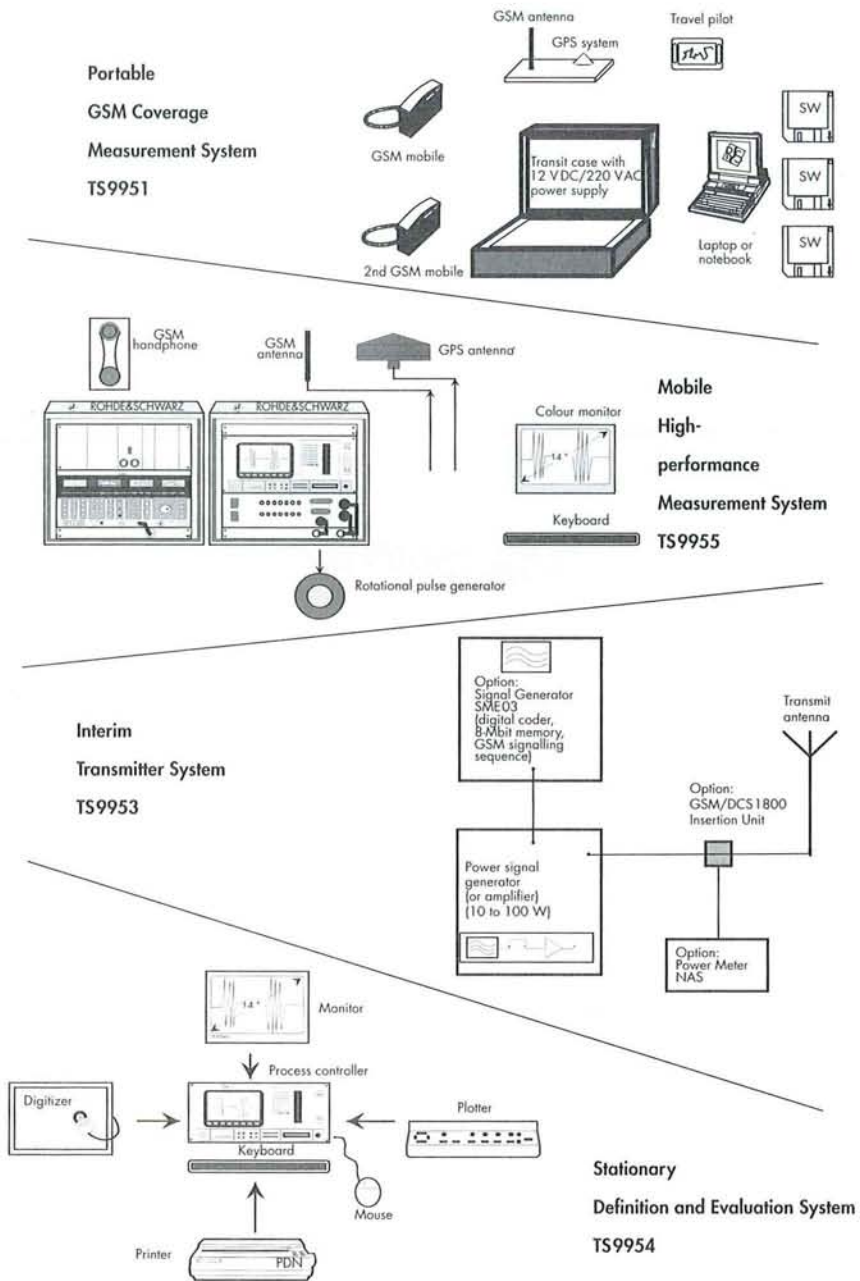 GSM antenna
GPS system
Travel pilot
Portable
GSM Coverage
Measurement System
TS9951
GSM mobile
2nd GSM mobile
Transit case with
12 VDC/220 VAC
power supply
Laptop or
notebook
SW
SW
SW
GSM
handphone
GSM
antenna
GPS antenna
ROHDE&SCHWARZ
ROHDE&SCHWARZ
Colour monitor
14"
Keyboard
Rotational pulse generator
Mobile
High-
performance
Measurement System
TS9955
Interim
Transmitter System
TS9953
Option:
Signal Generator
SME03
(digital coder,
8-Mbit memory,
GSM signalling
sequence)
Transmit
antenna
Option:
GSM/DCS1800
Insertion Unit
Power signal
generator
(or amplifier)
(10 to 100 W)
Option:
Power Meter
NAS
14"
Monitor
Process controller
Digitizer
Plotter
Keyboard
Mouse
Printer
PDN
Stationary
Definition and Evaluation System
TS9954